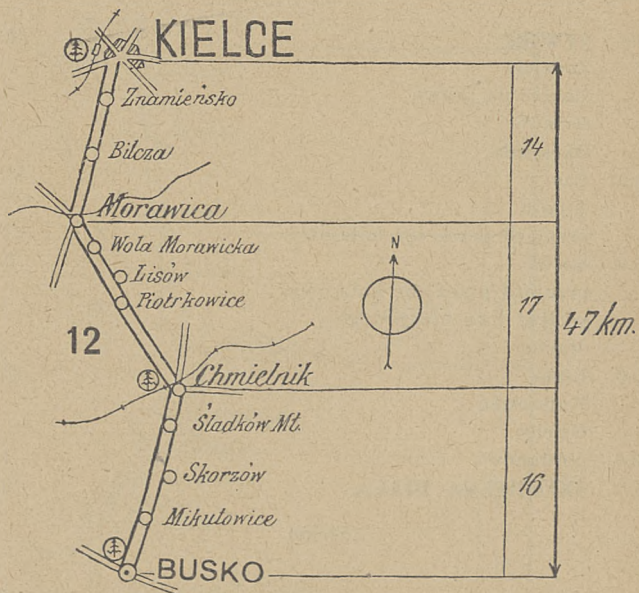 KIELCE
Znamieńsko
Bilcza
14
Morawica
Wola Morawicka
N
Lisów
Piotrkowice
17
12
47 km.
Chmielnik
Śladków Mł.
Skorzów
16
Mikułowice
BUSKO